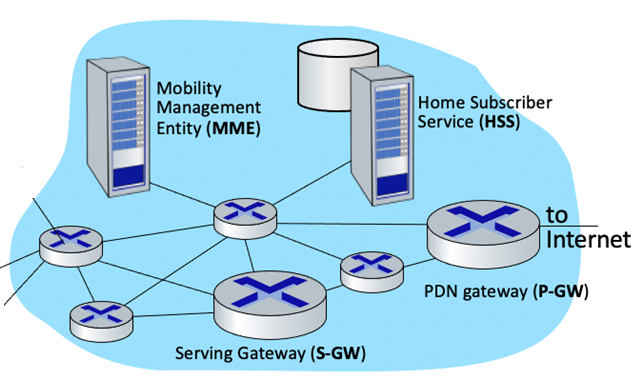 Mobility
Management
Entity (MME)
Home Subscriber
Service (HSS)
to
Internet
PDN gateway (P-GW)
Serving Gateway (S-GW)